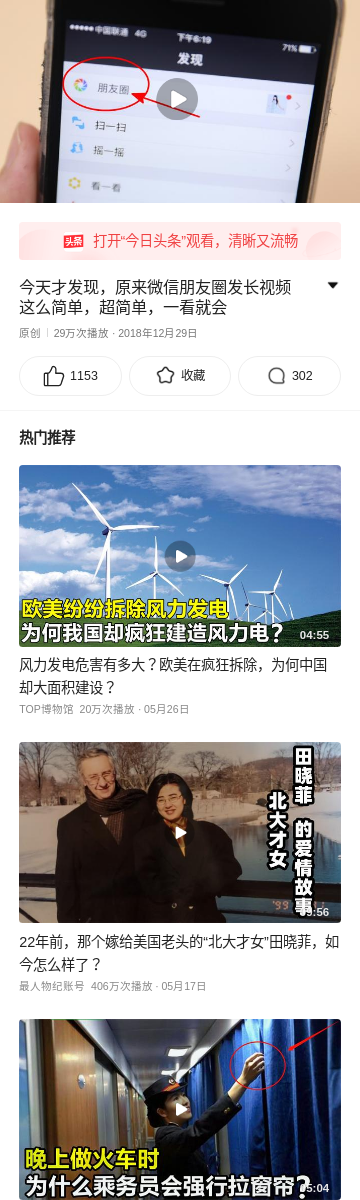 ●●●●● 中国联通 4G 下午6:19 71%
发现
朋友圈
扫一扫
摇一摇
看一看
头条 打开“今日头条”观看，清晰又流畅
今天才发现，原来微信朋友圈发长视频
这么简单，超简单，一看就会
原创 29万次播放 · 2018年12月29日
1153 收藏 302
热门推荐
欧美纷纷拆除风力发电
为何我国却疯狂建造风力电？ 04:55
风力发电危害有多大？欧美在疯狂拆除，为何中国
却大面积建设？
TOP博物馆 20万次播放 · 05月26日
田晓菲 的爱情故事
北大才女
'99
:56
22年前，那个嫁给美国老头的“北大才女”田晓菲，如
今怎么样了？
最人物纪账号 406万次播放 · 05月17日
晚上做火车时
为什么乘务员会强行拉窗帘？ 05:04